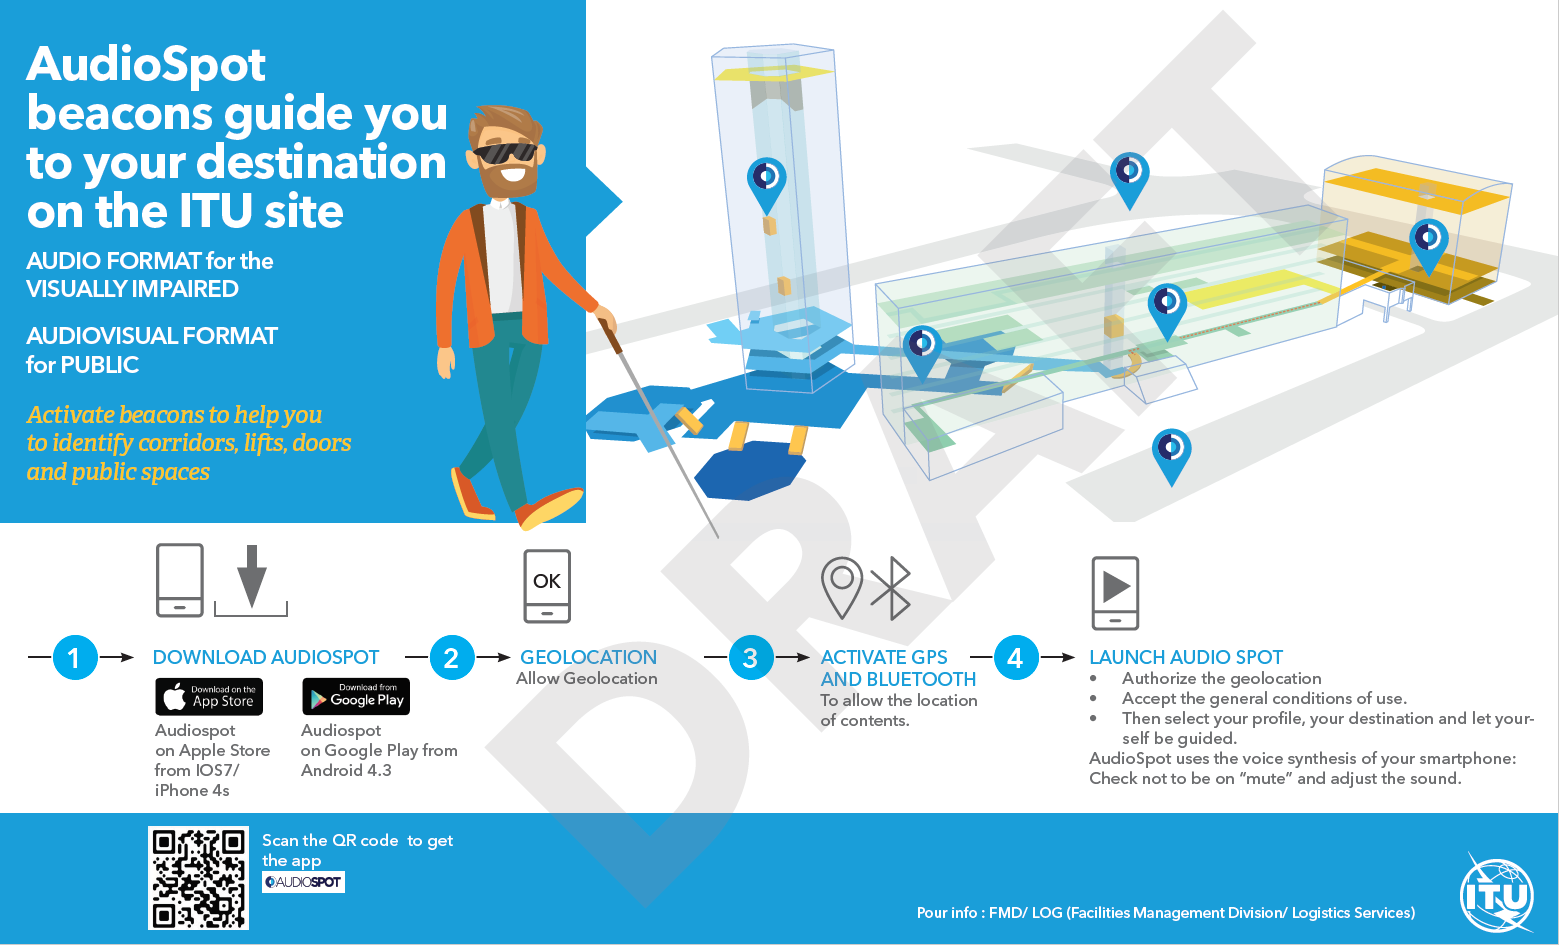 AudioSpot
beacons guide you
to your destination
on the ITU site
AUDIO FORMAT for the
VISUALLY IMPAIRED
AUDIOVISUAL FORMAT
for PUBLIC
Activate beacons to help you
to identify corridors, lifts, doors
and public spaces
DRAFT
1
DOWNLOAD AUDIOSPOT
Download on the
App Store
Audiospot
on Apple Store
from IOS7/
iPhone 4s
Download from
Google Play
Audiospot
on Google Play from
Android 4.3
2
OK
GEOLOCATION
Allow Geolocation
3
ACTIVATE GPS
AND BLUETOOTH
To allow the location
of contents.
4
LAUNCH AUDIO SPOT
• Authorize the geolocation
• Accept the general conditions of use.
• Then select your profile, your destination and let your-
self be guided.
AudioSpot uses the voice synthesis of your smartphone:
Check not to be on “mute” and adjust the sound.
Scan the QR code to get
the app
AUDIOSPOT
Pour info : FMD/ LOG (Facilities Management Division/ Logistics Services)
ITU